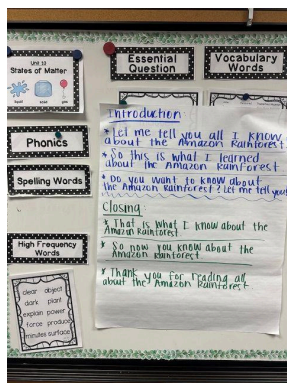 Unit 10
States of Matter
liquid
solid
gas
Essential
Question
Vocabulary
Words
Phonics
Spelling Words
High Frequency
Words
clear object
dark plant
explain power
force produce
minutes surface
Introduction
* Let me tell you all I know
about the Amazon Rainforest.
* So this is what I learned
about the Amazon Rainforest
* Do you want to know about
the Amazon Rainforest? Let me tell you!
Closing
* That is what I know about the
Amazon Rainforest
* So now you know about the
Amazon Rainforest
* Thank you for reading all
about the Amazon Rainforest